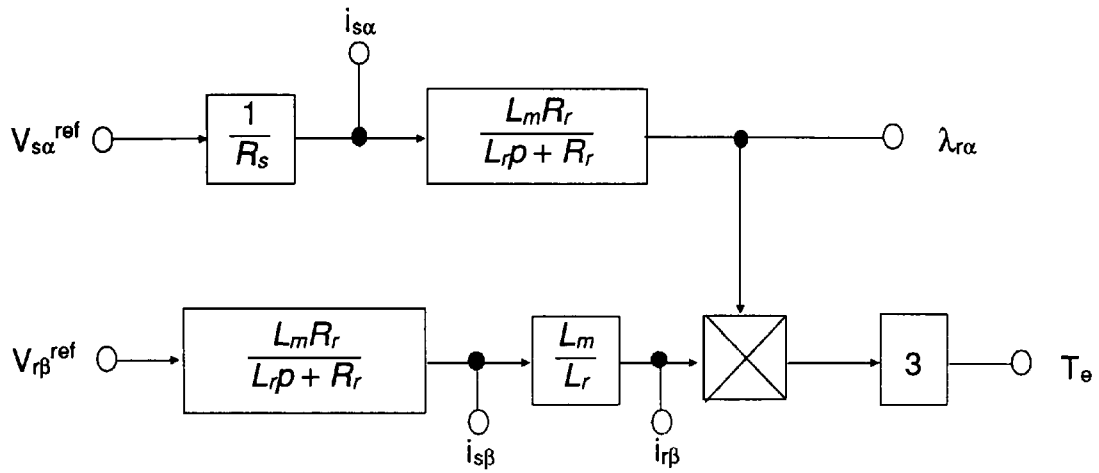 i_sα
V_sα^ref
1
R_s
L_mR_r
L_rp + R_r
λ_rα
V_rβ^ref
L_mR_r
L_rp + R_r
L_m
L_r
3
T_e
i_sβ
i_rβ